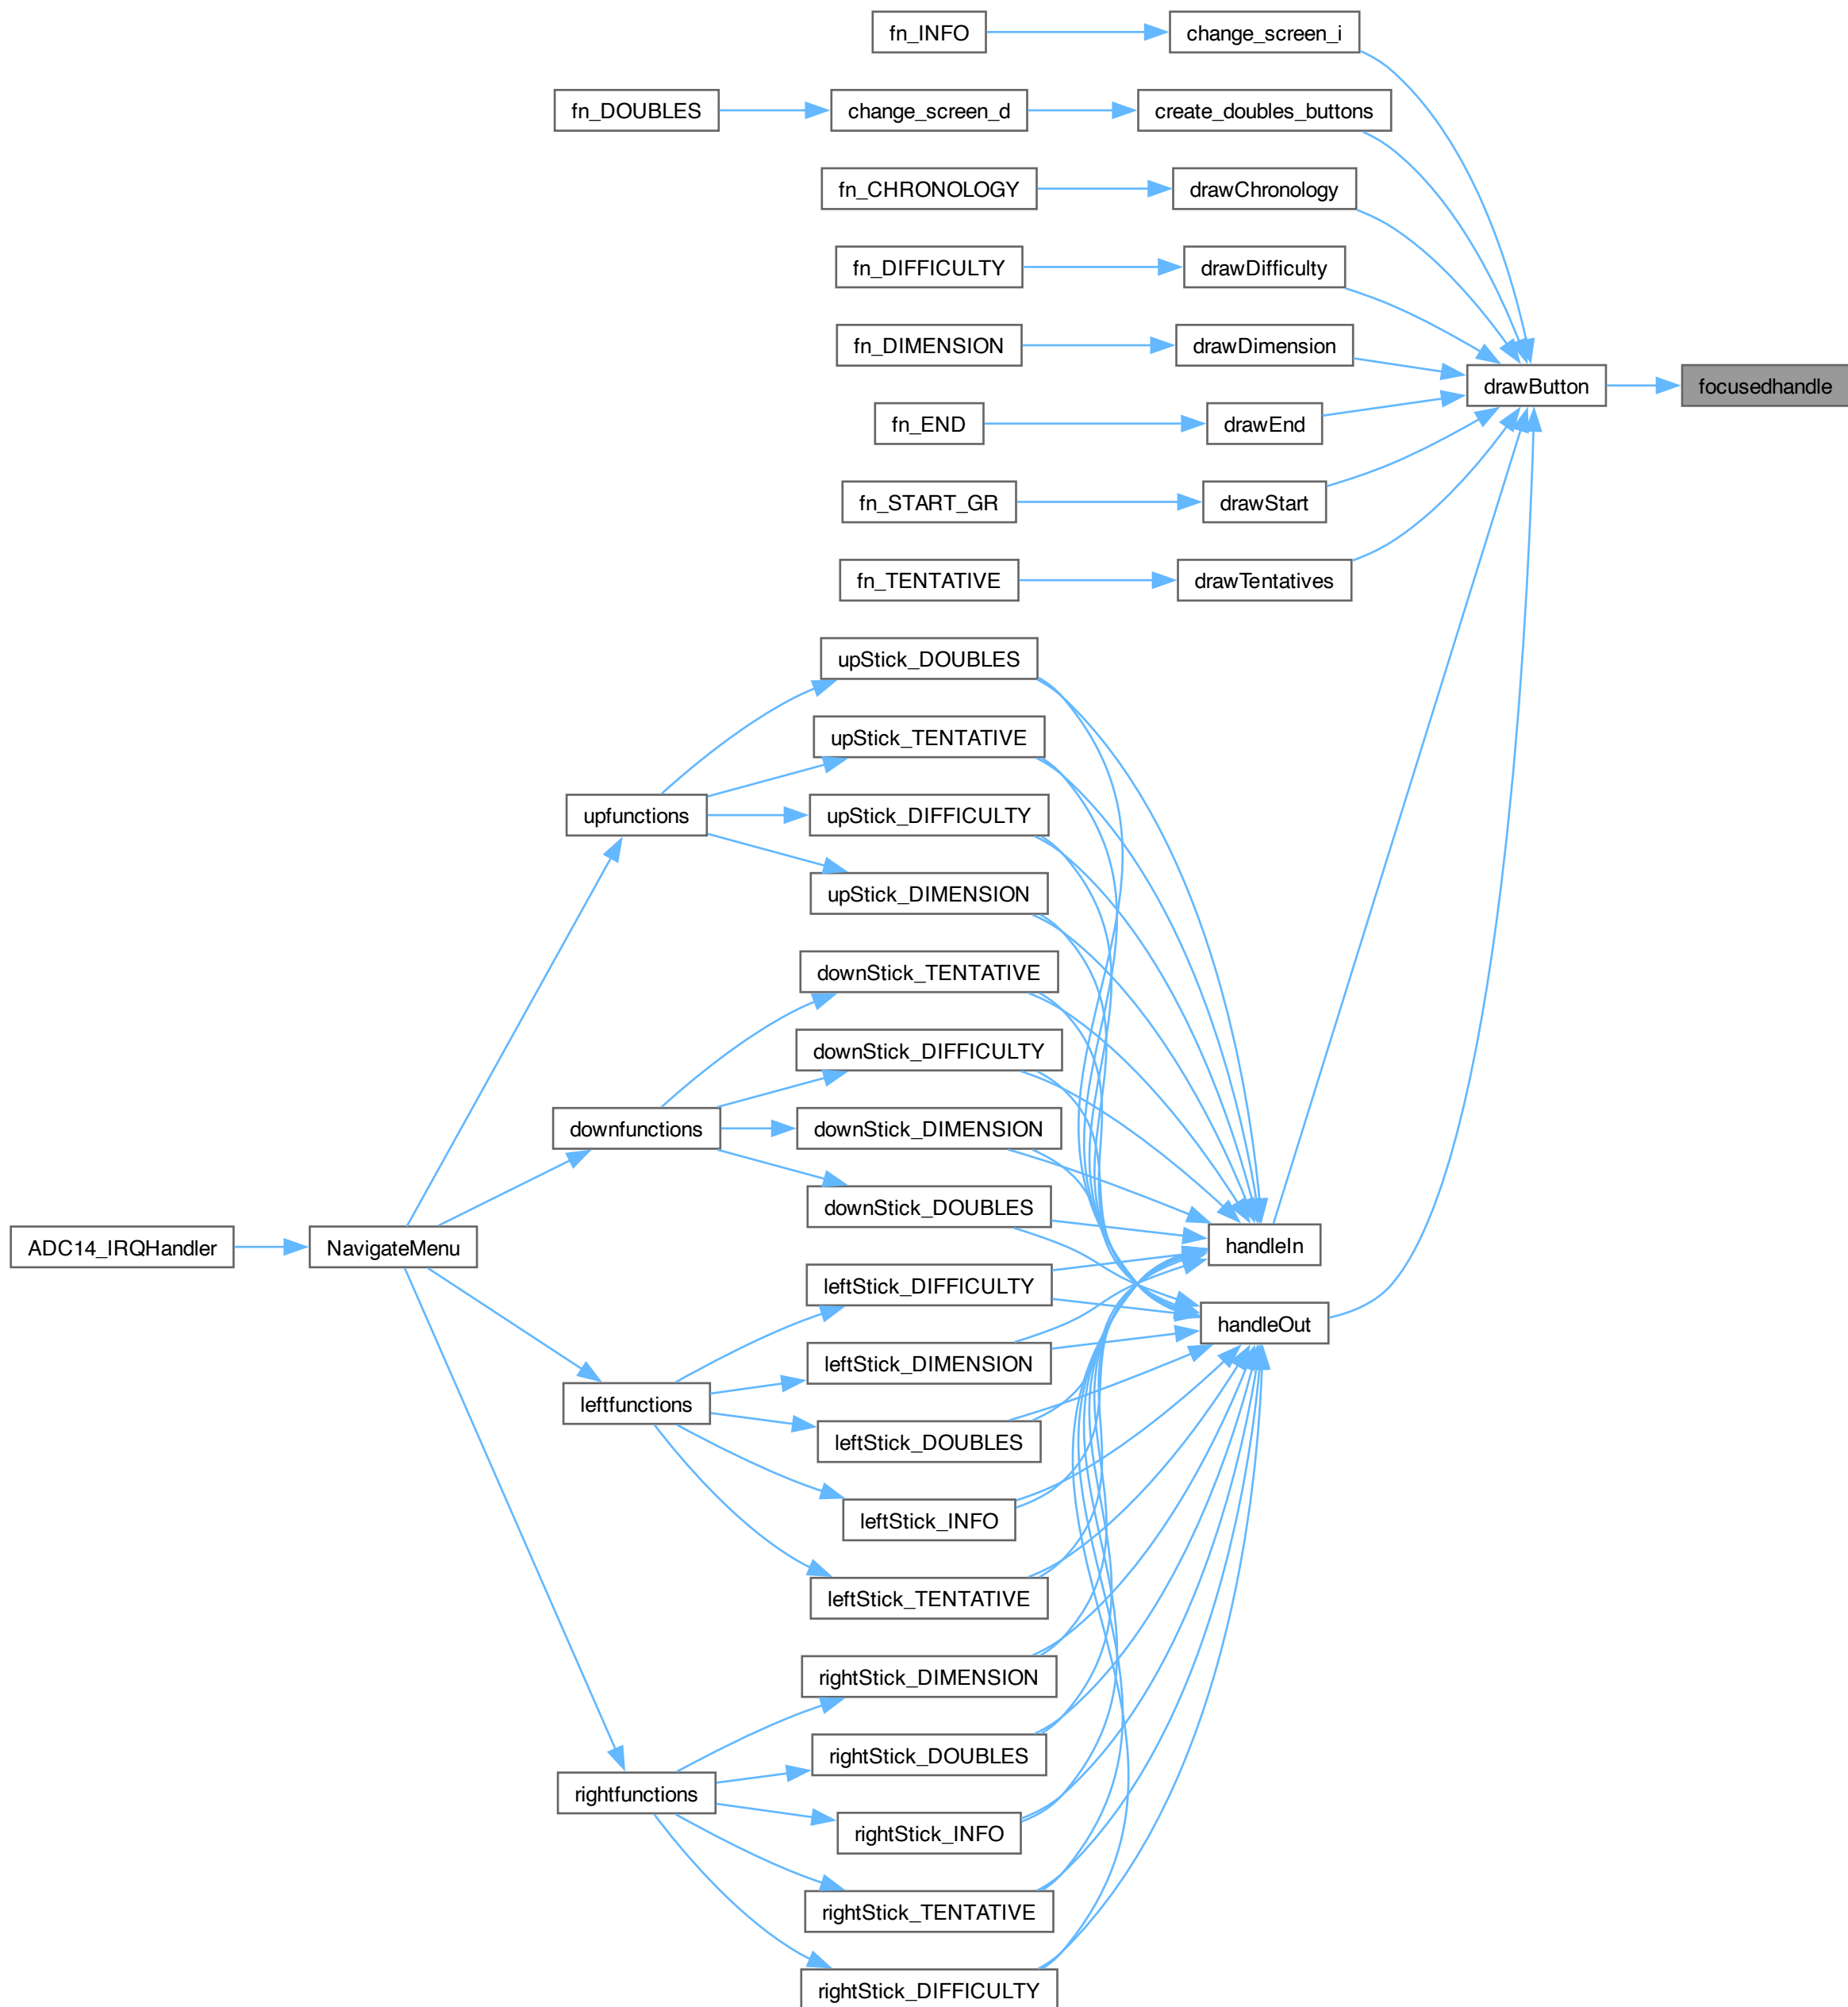 fn_INFO
change_screen_i
fn_DOUBLES
change_screen_d
create_doubles_buttons
fn_CHRONOLOGY
drawChronology
fn_DIFFICULTY
drawDifficulty
fn_DIMENSION
drawDimension
drawButton
focusedhandle
fn_END
drawEnd
fn_START_GR
drawStart
fn_TENTATIVE
drawTentatives
upStick_DOUBLES
upStick_TENTATIVE
upfunctions
upStick_DIFFICULTY
upStick_DIMENSION
downStick_TENTATIVE
downStick_DIFFICULTY
downfunctions
downStick_DIMENSION
downStick_DOUBLES
ADC14_IRQHandler
NavigateMenu
handleIn
leftStick_DIFFICULTY
handleOut
leftStick_DIMENSION
leftfunctions
leftStick_DOUBLES
leftStick_INFO
leftStick_TENTATIVE
rightStick_DIMENSION
rightStick_DOUBLES
rightfunctions
rightStick_INFO
rightStick_TENTATIVE
rightStick_DIFFICULTY